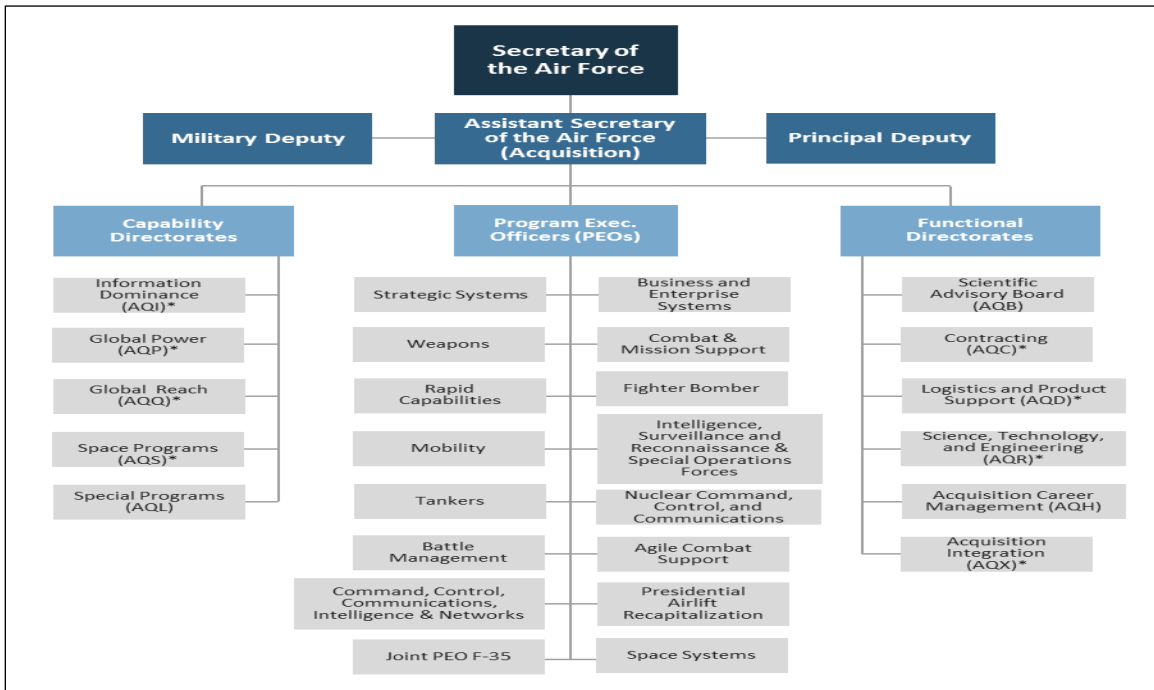 Secretary of
the Air Force
Military Deputy
Assistant Secretary
of the Air Force
(Acquisition)
Principal Deputy
Capability
Directorates
Information
Dominance
(AQI)*
Global Power
(AQP)*
Global Reach
(AQQ)*
Space Programs
(AQS)*
Special Programs
(AQL)
Program Exec.
Officers (PEOs)
Strategic Systems
Business and
Enterprise
Systems
Weapons
Combat &
Mission Support
Rapid
Capabilities
Fighter Bomber
Mobility
Intelligence,
Surveillance and
Reconnaissance &
Special Operations
Forces
Tankers
Nuclear Command,
Control, and
Communications
Battle
Management
Agile Combat
Support
Command, Control,
Communications,
Intelligence & Networks
Presidential
Airlift
Recapitalization
Joint PEO F-35
Space Systems
Functional
Directorates
Scientific
Advisory Board
(AQB)
Contracting
(AQC)*
Logistics and Product
Support (AQD)*
Science, Technology,
and Engineering
(AQR)*
Acquisition Career
Management (AQH)
Acquisition
Integration
(AQX)*